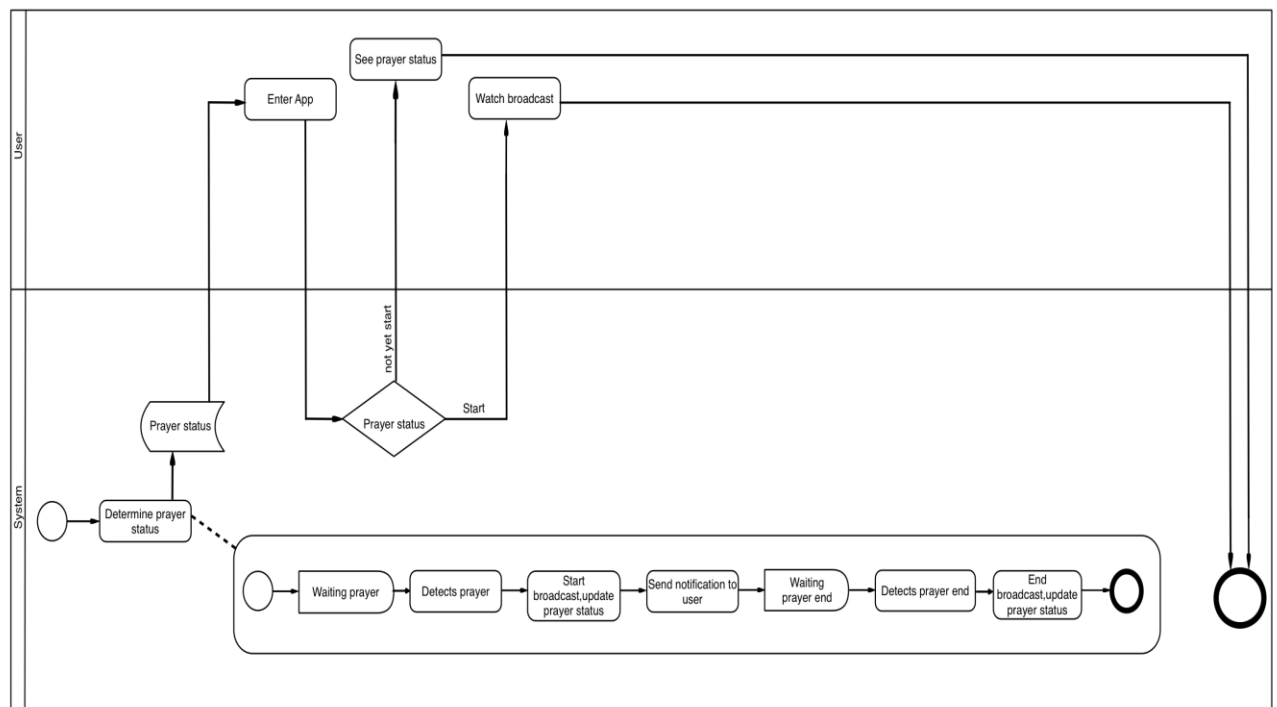 User
See prayer status
Enter App
Watch broadcast
System
not yet start
Prayer status
Start
Prayer status
Determine prayer
status
Waiting prayer
Detects prayer
Start
broadcast,update
prayer status
Send notification to
user
Waiting
prayer end
Detects prayer end
End
broadcast,update
prayer status